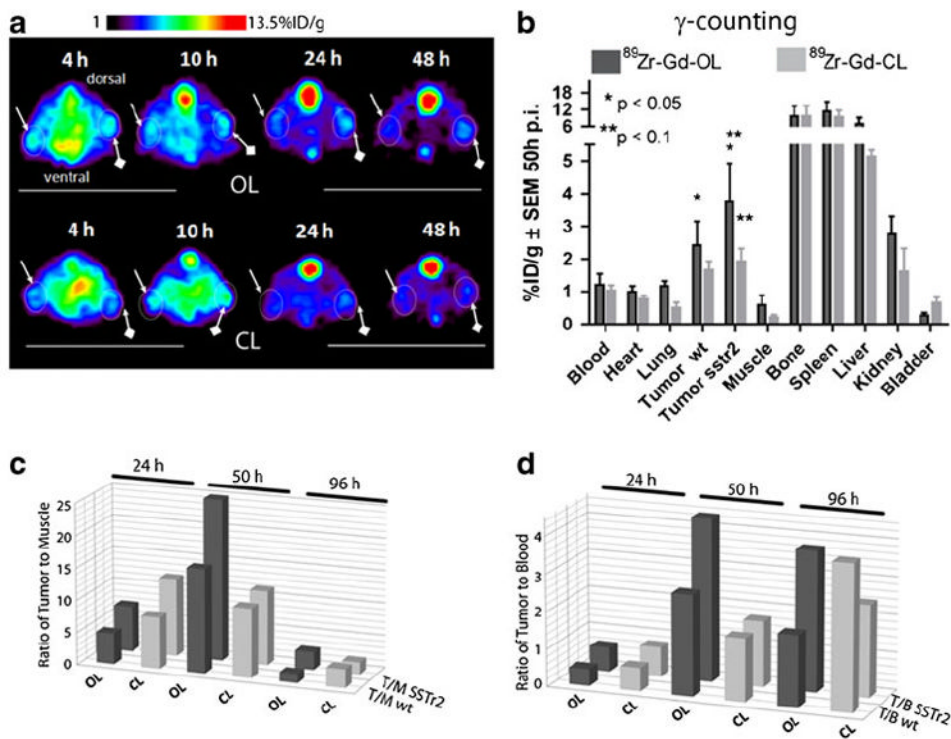 a
1 13.5%ID/g
4 h 10 h 24 h 48 h
dorsal
ventral
OL
4 h 10 h 24 h 48 h
CL
b
γ-counting
89Zr-Gd-OL 89Zr-Gd-CL
* p < 0.05
** p < 0.1
%ID/g ± SEM 50h p.i.
18
12
6
5
4
3
2
1
0
** * * **
Blood Heart Lung Tumor wt Tumor sstr2 Muscle Bone Spleen Liver Kidney Bladder
c
24 h 50 h 96 h
Ratio of Tumor to Muscle
25
20
15
10
5
0
OL CL OL CL OL CL
T/M SSTr2
T/M wt
d
24 h 50 h 96 h
Ratio of Tumor to Blood
4
3
2
1
0
OL CL OL CL OL CL
T/B SSTr2
T/B wt